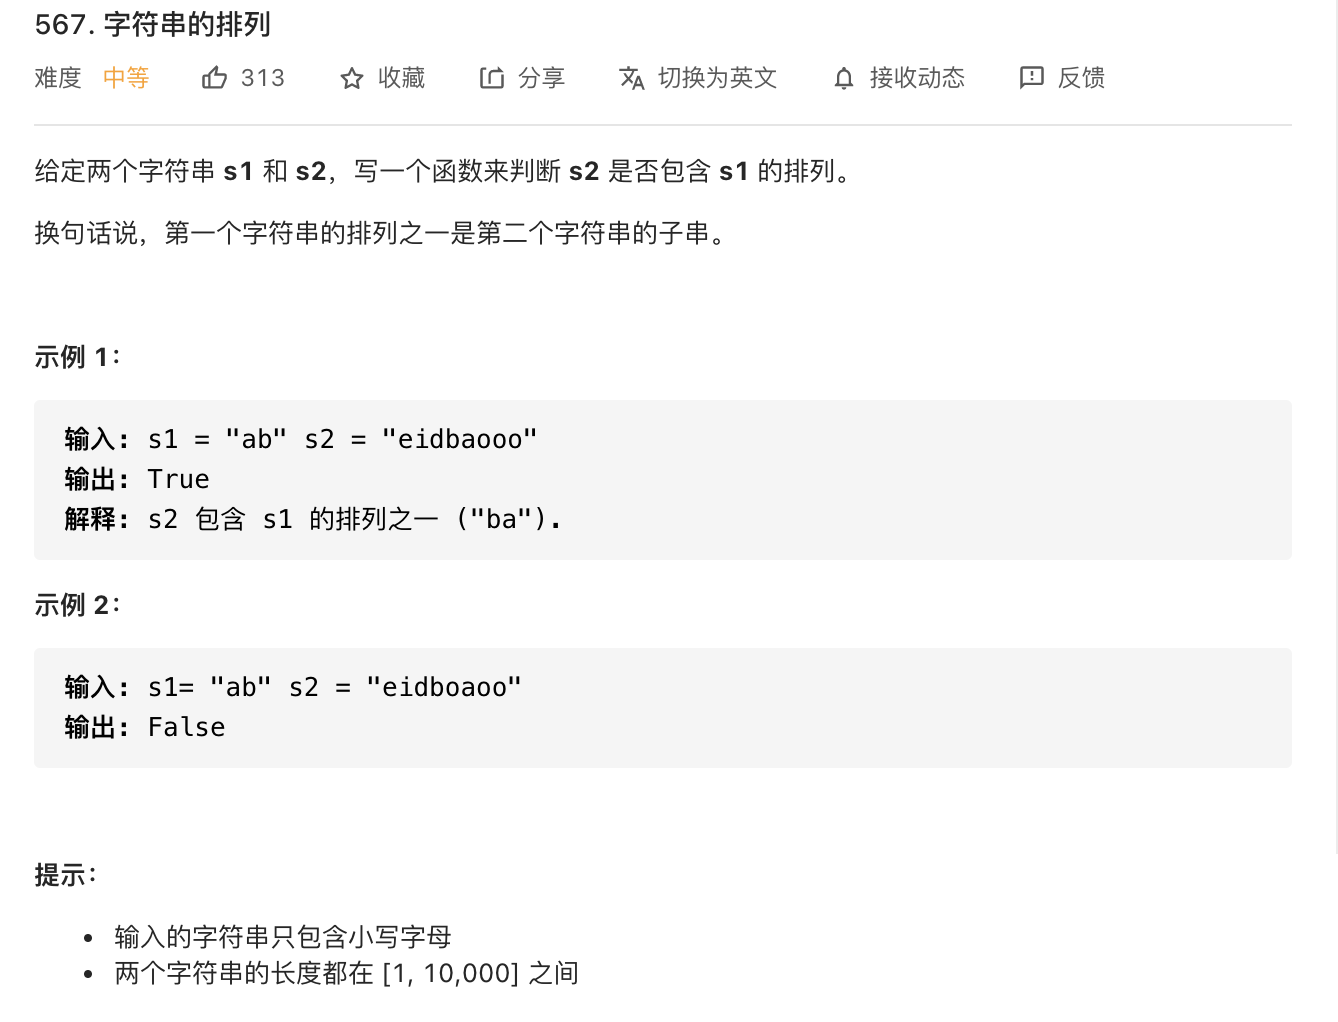 567. 字符串的排列
难度 中等 313 收藏 分享 切换为英文 接收动态 反馈
给定两个字符串 s1 和 s2，写一个函数来判断 s2 是否包含 s1 的排列。
换句话说，第一个字符串的排列之一是第二个字符串的子串。
示例 1：
输入: s1 = "ab" s2 = "eidbaooo"
输出: True
解释: s2 包含 s1 的排列之一 ("ba").
示例 2：
输入: s1= "ab" s2 = "eidboaoo"
输出: False
提示：
• 输入的字符串只包含小写字母
• 两个字符串的长度都在 [1, 10,000] 之间